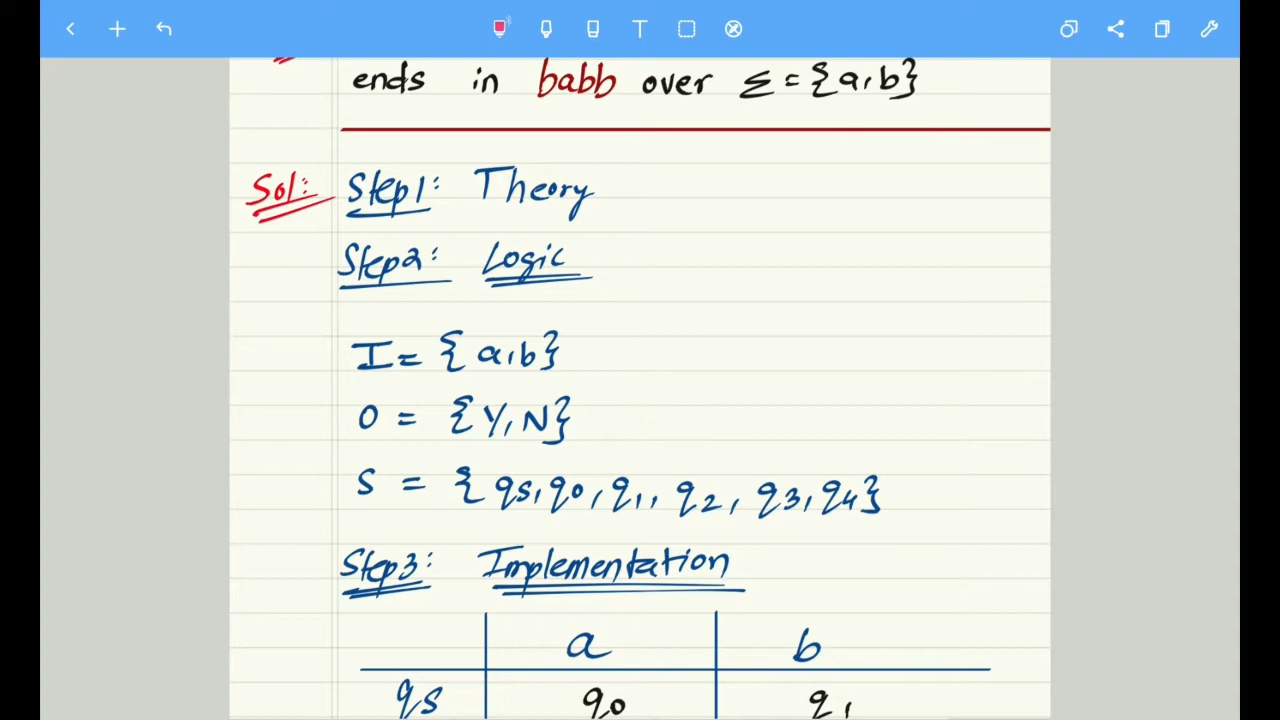 ends in babb over Σ = {a,b}
Sol: Step1: Theory
Step2: Logic
I = {a,b}
O = {Y,N}
S = {qs, q0, q1, q2, q3, q4}
Step3: Implementation
a b
qs q0 q1